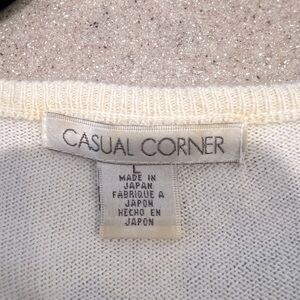 CASUAL CORNER
L
MADE IN
JAPAN
FABRIQUE A
JAPON
HECHO EN
JAPON